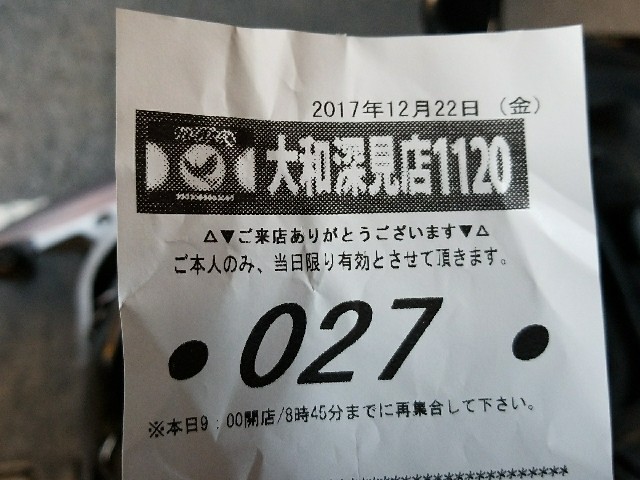 2017年12月22日 (金)
大和深見店1120
△▼ご来店ありがとうございます▼△
ご本人のみ、当日限り有効とさせて頂きます。
●027●
※本日9:00開店/8時45分までに再集合して下さい。